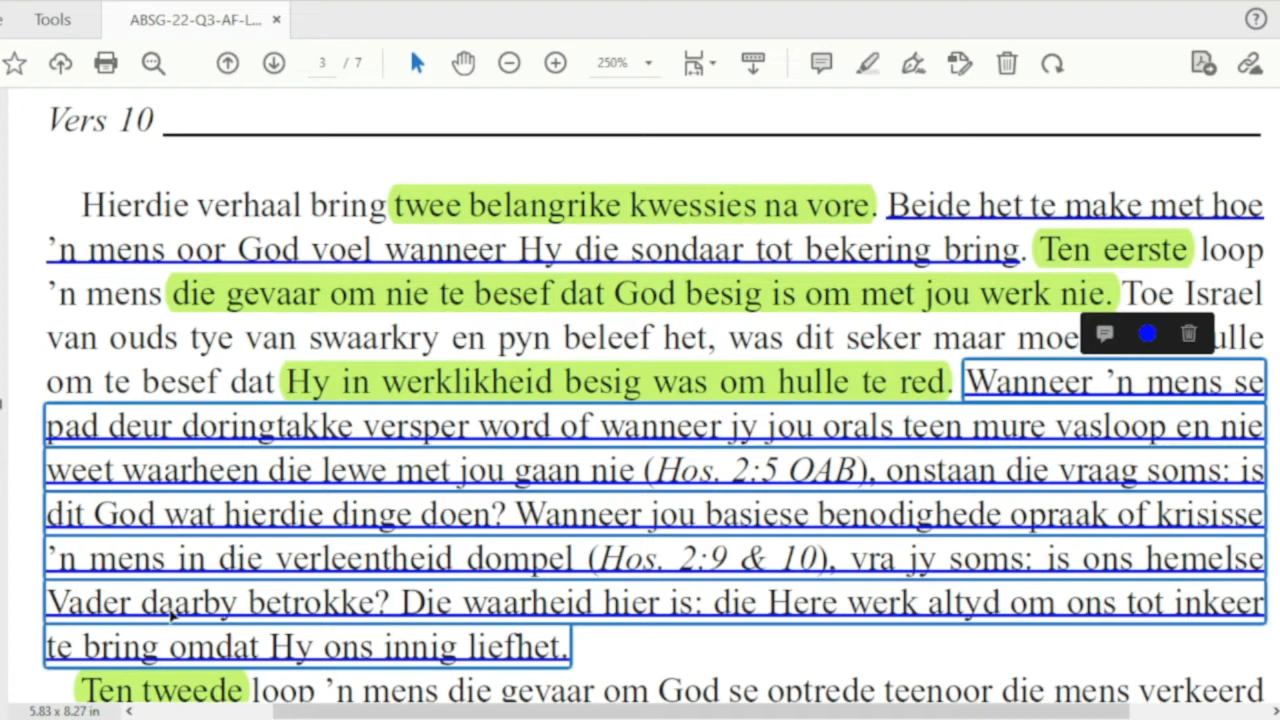 Tools
ABSG-22-Q3-AF-L... ×
3 / 7
250%
Vers 10
Hierdie verhaal bring twee belangrike kwessies na vore. Beide het te make met hoe
’n mens oor God voel wanneer Hy die sondaar tot bekering bring. Ten eerste loop
’n mens die gevaar om nie te besef dat God besig is om met jou werk nie. Toe Israel
van ouds tye van swaarkry en pyn beleef het, was dit seker maar moe ulle
om te besef dat Hy in werklikheid besig was om hulle te red. Wanneer ’n mens se
pad deur doringtakke versper word of wanneer jy jou orals teen mure vasloop en nie
weet waarheen die lewe met jou gaan nie (Hos. 2:5 OAB), onstaan die vraag soms: is
dit God wat hierdie dinge doen? Wanneer jou basiese benodighede opraak of krisisse
’n mens in die verleentheid dompel (Hos. 2:9 & 10), vra jy soms: is ons hemelse
Vader daarby betrokke? Die waarheid hier is: die Here werk altyd om ons tot inkeer
te bring omdat Hy ons innig liefhet.
Ten tweede loop ’n mens die gevaar om God se optrede teenoor die mens verkeerd
5.83 x 8.27 in